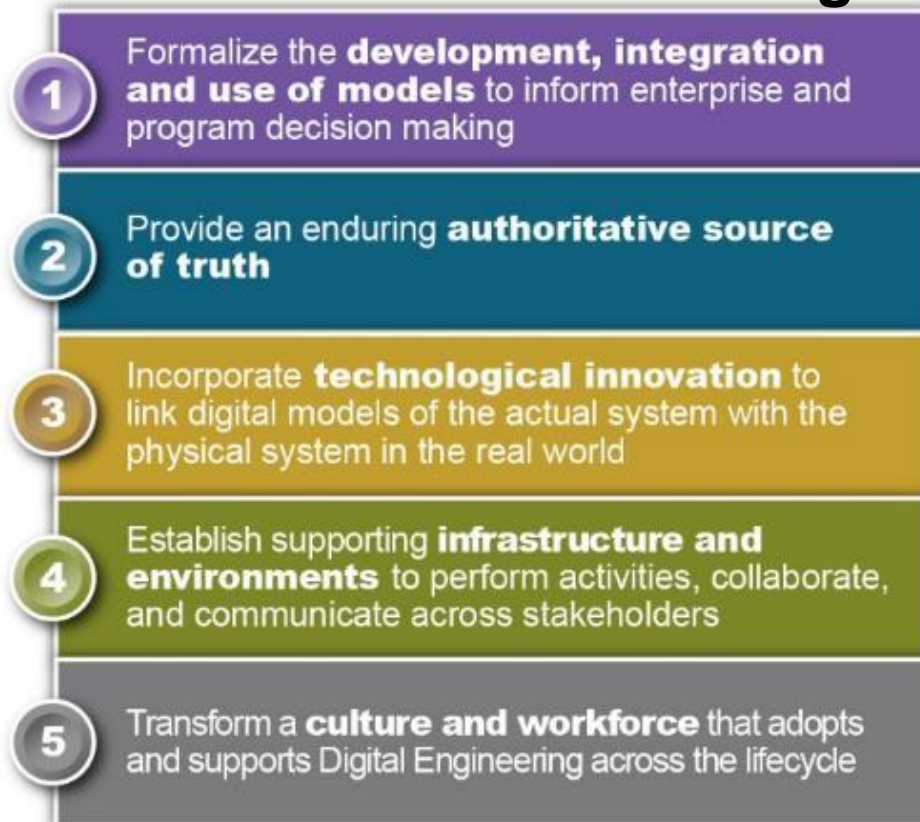 1
Formalize the development, integration
and use of models to inform enterprise and
program decision making
2
Provide an enduring authoritative source
of truth
3
Incorporate technological innovation to
link digital models of the actual system with the
physical system in the real world
4
Establish supporting infrastructure and
environments to perform activities, collaborate,
and communicate across stakeholders
5
Transform a culture and workforce that adopts
and supports Digital Engineering across the lifecycle